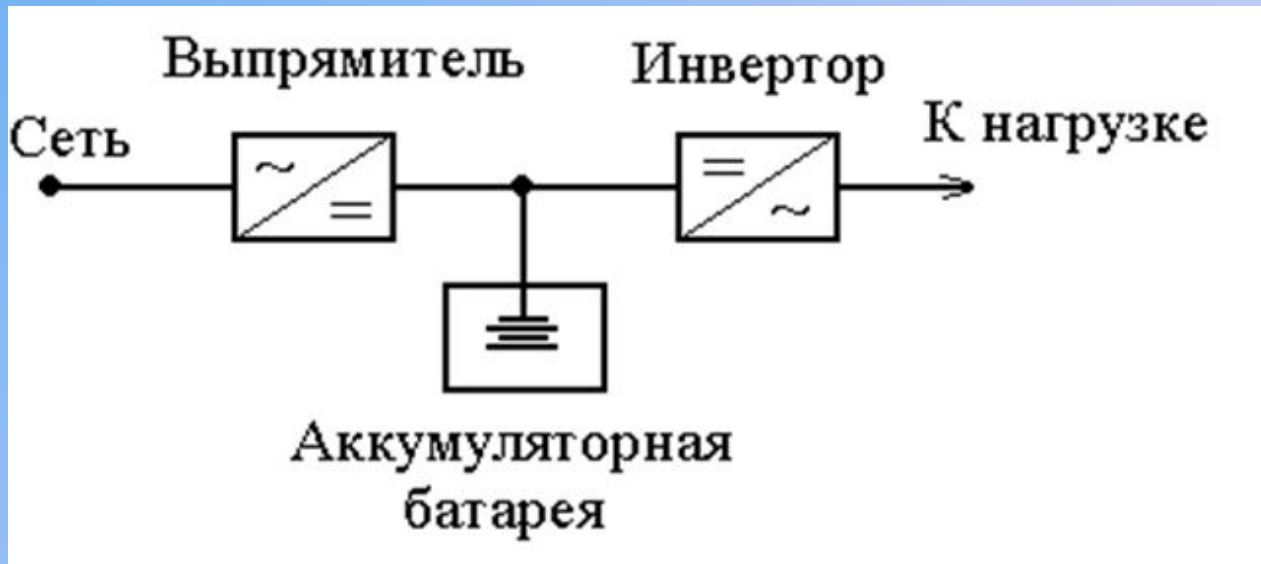 Выпрямитель
Инвертор
Сеть
К нагрузке
~
=
=
~
Аккумуляторная
батарея